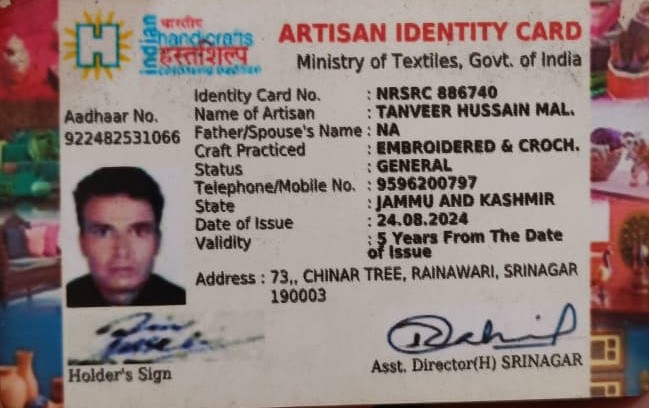 भारतीय
indian
handicrafts
हस्तशिल्प
ARTISAN IDENTITY CARD
Ministry of Textiles, Govt. of India
Aadhaar No.
922482531066
Identity Card No. : NRSRC 886740
Name of Artisan : TANVEER HUSSAIN MAL.
Father/Spouse's Name : NA
Craft Practiced : EMBROIDERED & CROCH.
Status : GENERAL
Telephone/Mobile No. : 9596200797
State : JAMMU AND KASHMIR
Date of Issue : 24.08.2024
Validity : 5 Years From The Date
of Issue
Address : 73,, CHINAR TREE, RAINAWARI, SRINAGAR
190003
Holder's Sign
Asst. Director(H) SRINAGAR